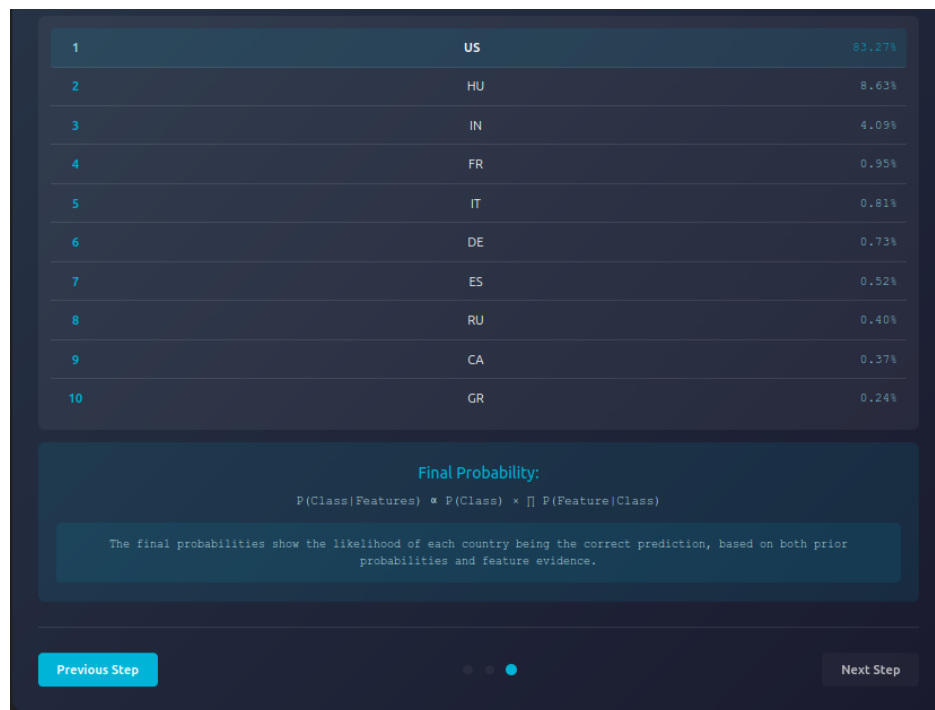 1 US 83.27%
2 HU 8.63%
3 IN 4.09%
4 FR 0.95%
5 IT 0.81%
6 DE 0.73%
7 ES 0.52%
8 RU 0.40%
9 CA 0.37%
10 GR 0.24%
Final Probability:
P(Class|Features) ∝ P(Class) × ∏ P(Feature|Class)
The final probabilities show the likelihood of each country being the correct prediction, based on both prior
probabilities and feature evidence.
Previous Step Next Step